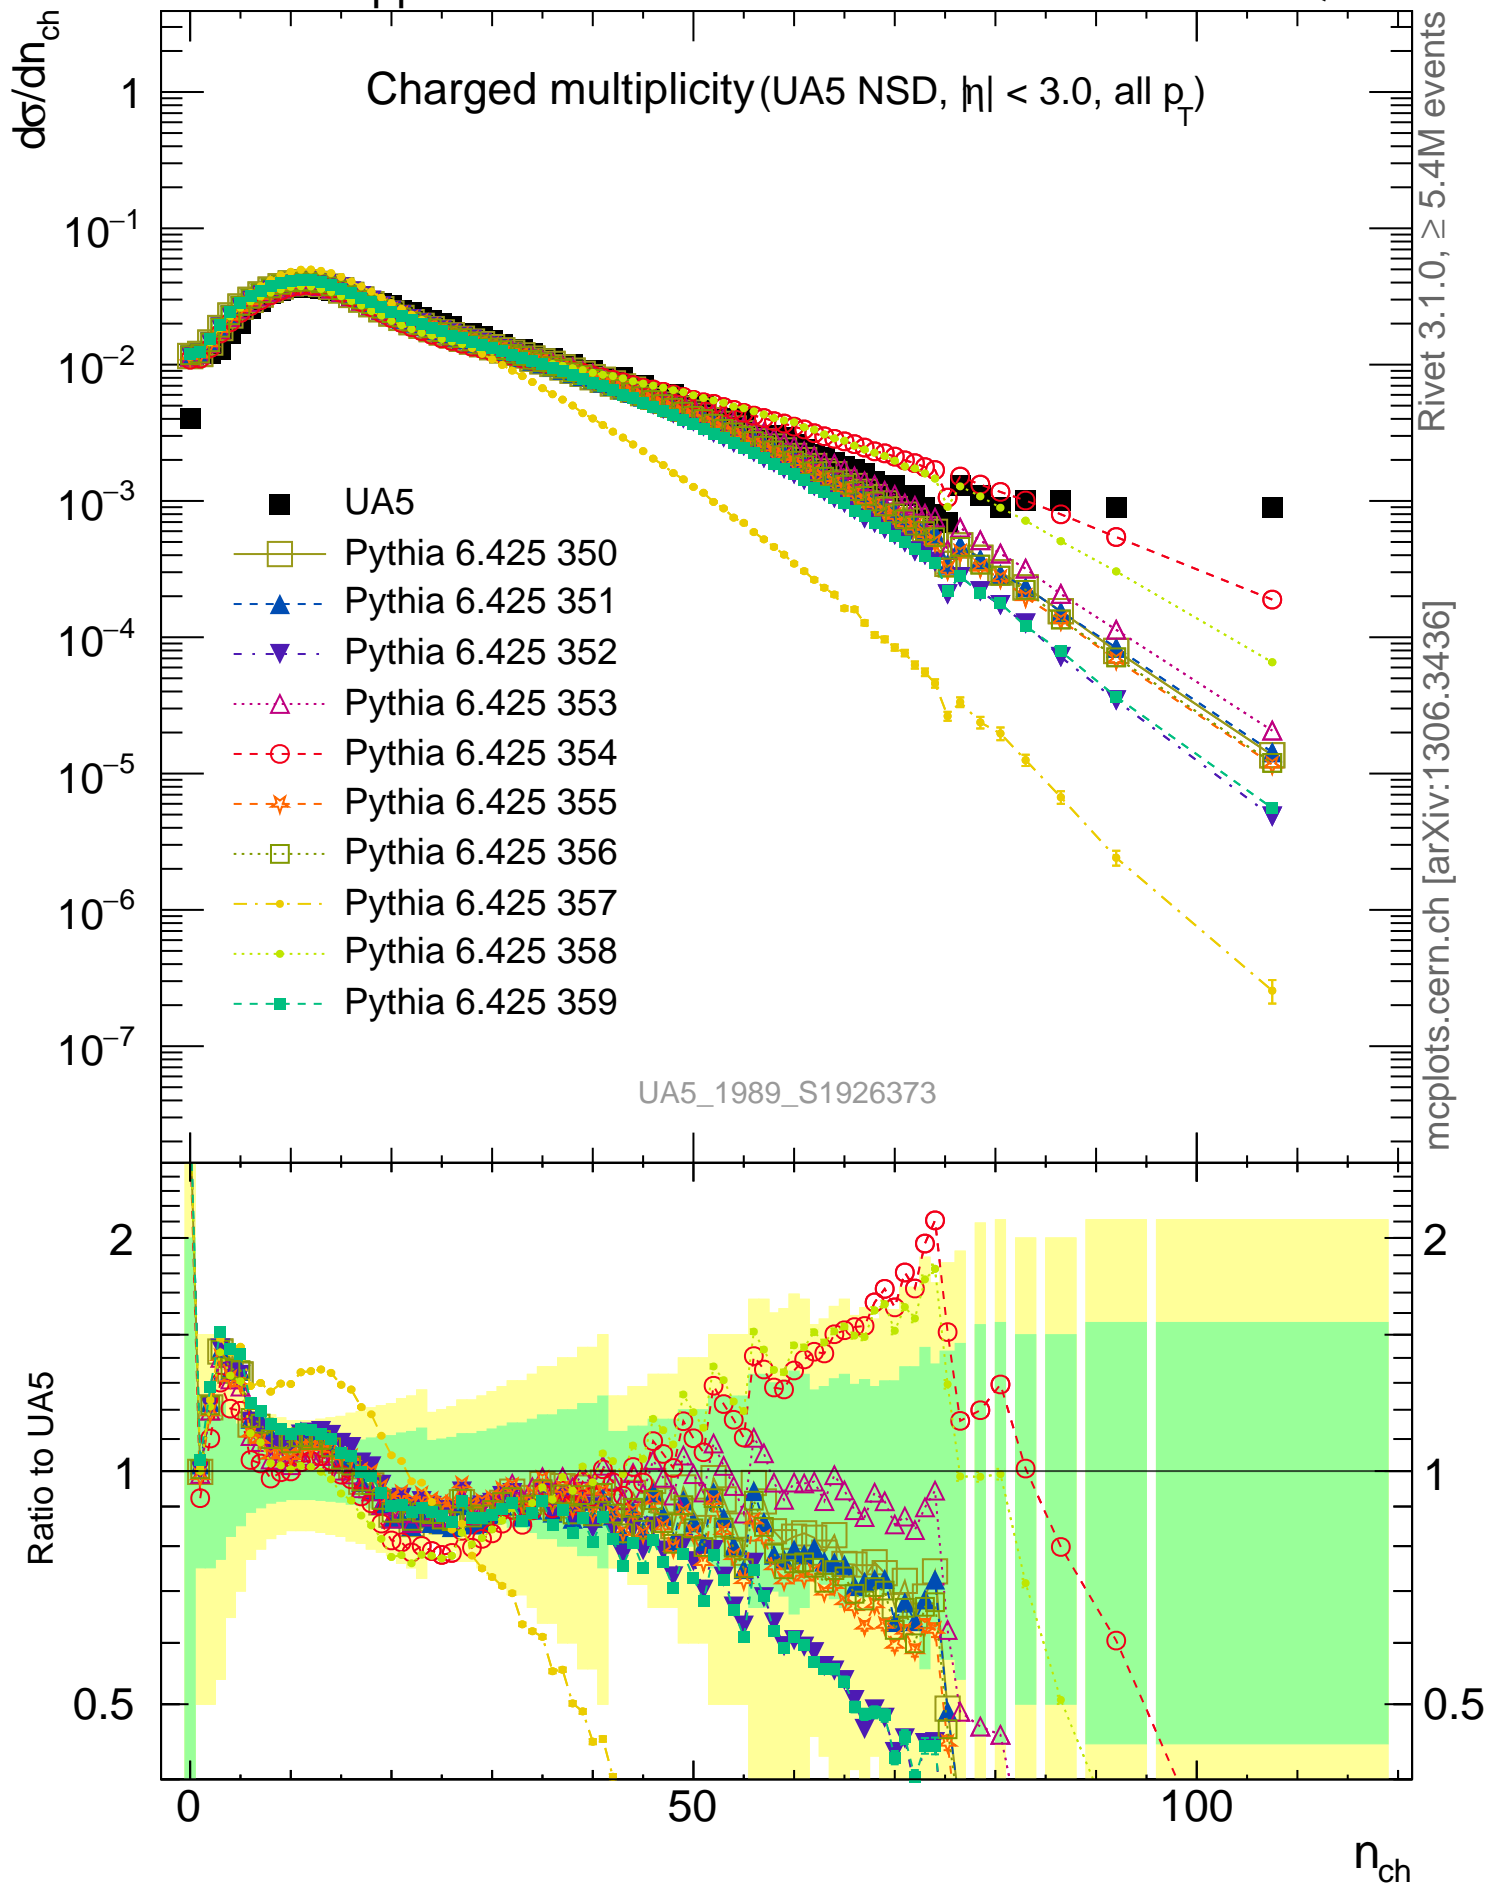 pp
Charged multiplicity (UA5 NSD, |η| < 3.0, all pT)
dσ/dnch
1
10−1
10−2
10−3
10−4
10−5
10−6
10−7
UA5
Pythia 6.425 350
Pythia 6.425 351
Pythia 6.425 352
Pythia 6.425 353
Pythia 6.425 354
Pythia 6.425 355
Pythia 6.425 356
Pythia 6.425 357
Pythia 6.425 358
Pythia 6.425 359
UA5_1989_S1926373
Rivet 3.1.0, ≥ 5.4M events
mcplots.cern.ch [arXiv:1306.3436]
Ratio to UA5
2
1
0.5
2
1
0.5
0
50
100
nch